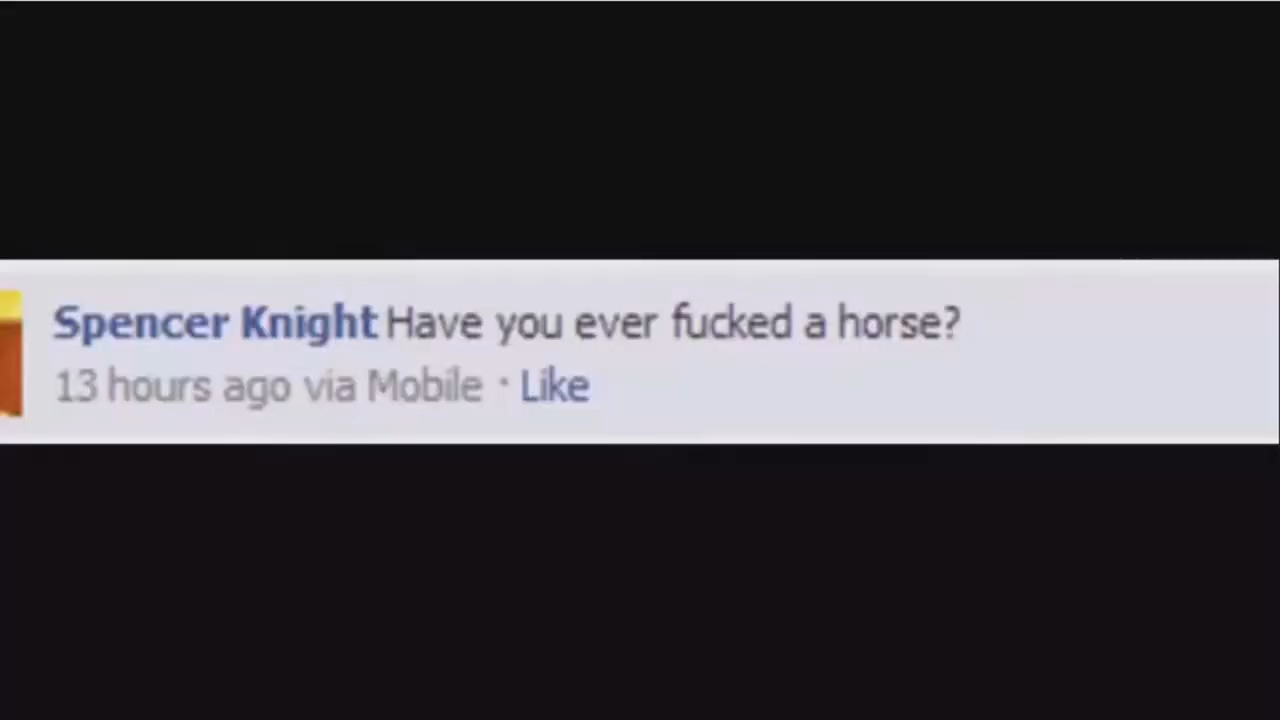 Spencer Knight Have you ever fucked a horse?
13 hours ago via Mobile · Like